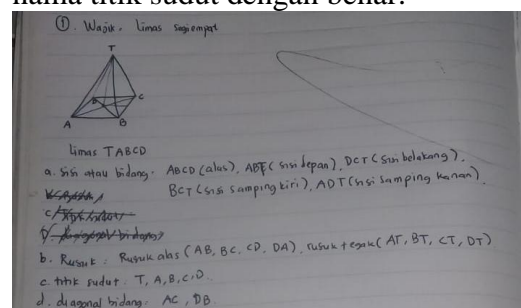 nama titik sudut dengan benar.
① . Wajik. Limas segiempat
T
D C
A B
Limas TABCD
a. sisi atau bidang. ABCD (alas), ABT (sisi depan), DCT (sisi belakang),
BCT (sisi samping kiri), ADT (sisi samping kanan).
b. Rusuk : Rusuk alas (AB, BC, CD, DA). rusuk tegak (AT, BT, CT, DT)
c. titik sudut : T, A, B, C, D.
d. diagonal bidang: AC, DB.